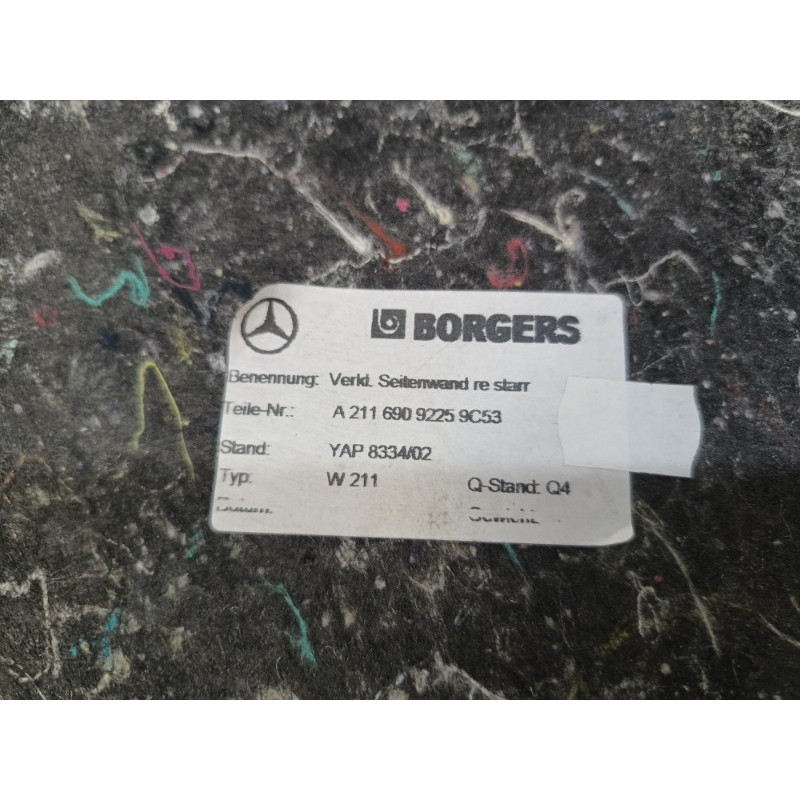 BORGERS
Benennung: Verkl. Seitenwand re starr
Teile-Nr.: A 211 690 9225 9C53
Stand: YAP 8334/02
Typ: W 211 Q-Stand: Q4